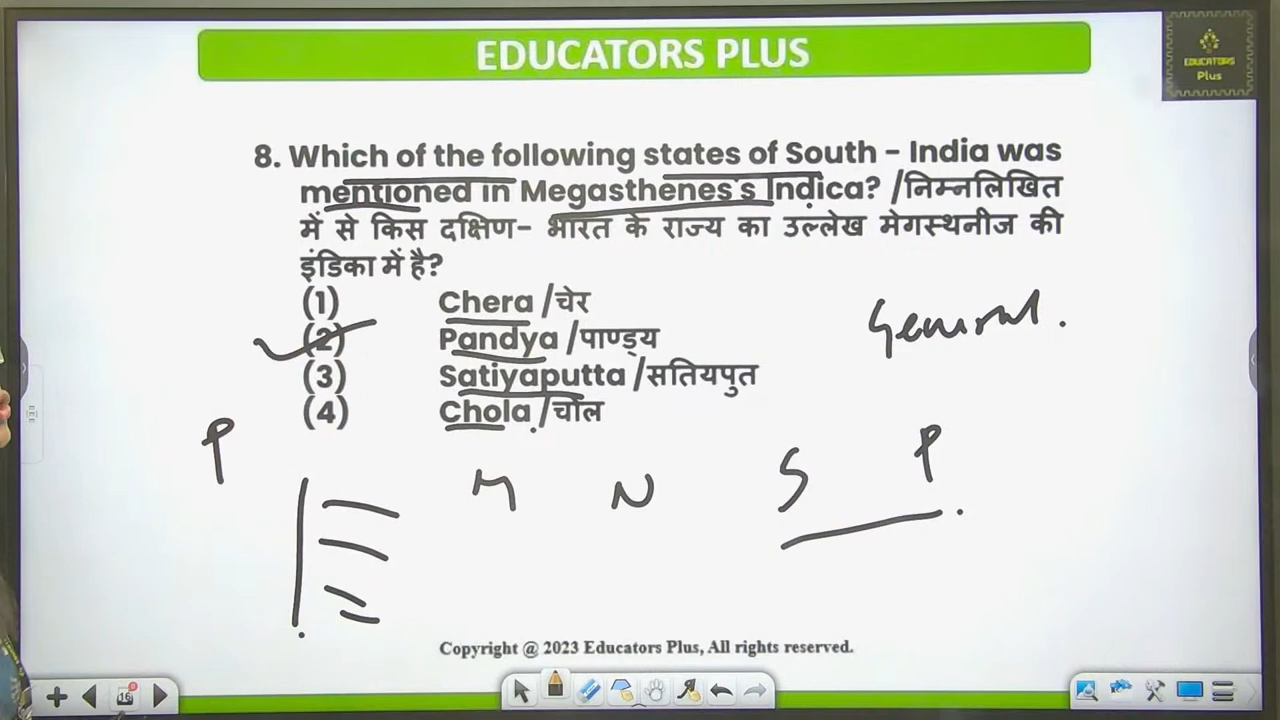 EDUCATORS PLUS
EDUCATORS
Plus
8. Which of the following states of South - India was
mentioned in Megasthenes's Indica? /निम्नलिखित
में से किस दक्षिण- भारत के राज्य का उल्लेख मेगस्थनीज की
इंडिका में है?
(1) Chera /चेर
(2) Pandya /पाण्ड्य
(3) Satiyaputta /सतियपुत
(4) Chola /चोल
General.
P
M N S P
Copyright @ 2023 Educators Plus, All rights reserved.
16